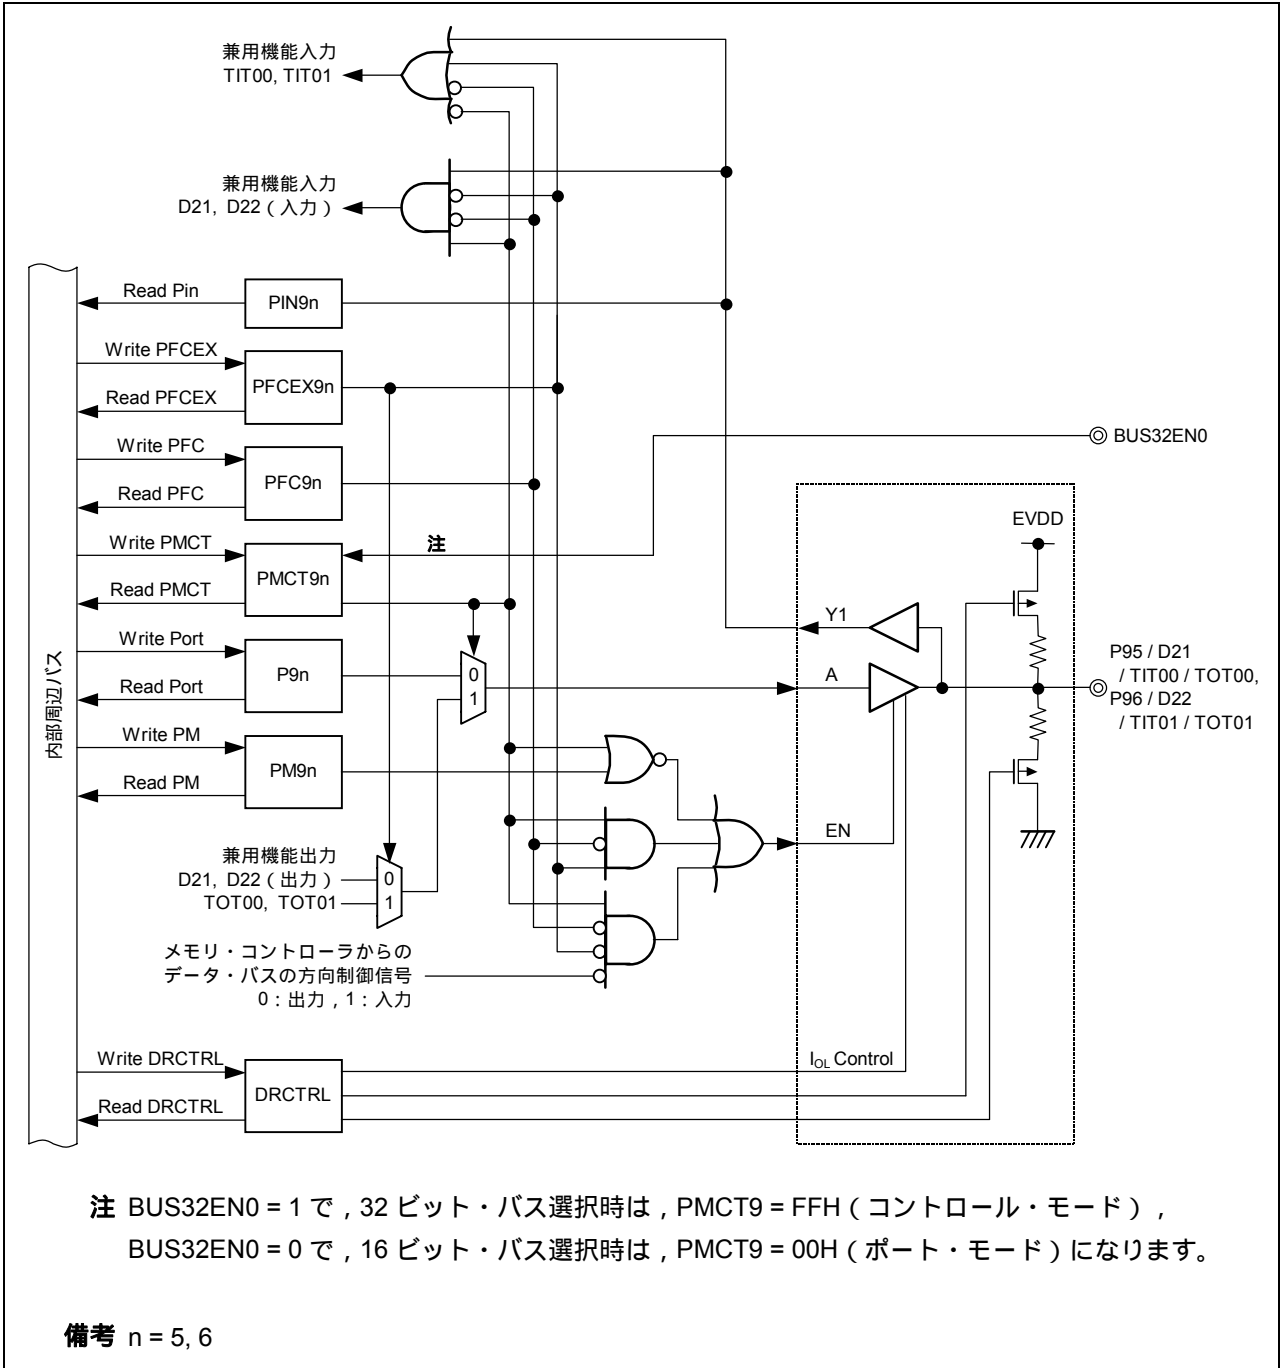 兼用機能入力
TIT00, TIT01
兼用機能入力
D21, D22（入力）
Read Pin
PIN9n
Write PFCEX
PFCEX9n
Read PFCEX
BUS32EN0
Write PFC
PFC9n
Read PFC
EVDD
Write PMCT
注
PMCT9n
Read PMCT
Y1
Write Port
P9n
0
1
Read Port
A
P95 / D21
/ TIT00 / TOT00,
P96 / D22
/ TIT01 / TOT01
内部周辺バス
Write PM
PM9n
Read PM
EN
兼用機能出力
D21, D22（出力）
TOT00, TOT01
0
1
メモリ・コントローラからの
データ・バスの方向制御信号
0：出力，1：入力
Write DRCTRL
DRCTRL
Read DRCTRL
IOL Control
注 BUS32EN0 = 1 で，32 ビット・バス選択時は，PMCT9 = FFH（コントロール・モード），
BUS32EN0 = 0 で，16 ビット・バス選択時は，PMCT9 = 00H（ポート・モード）になります。
備考 n = 5, 6